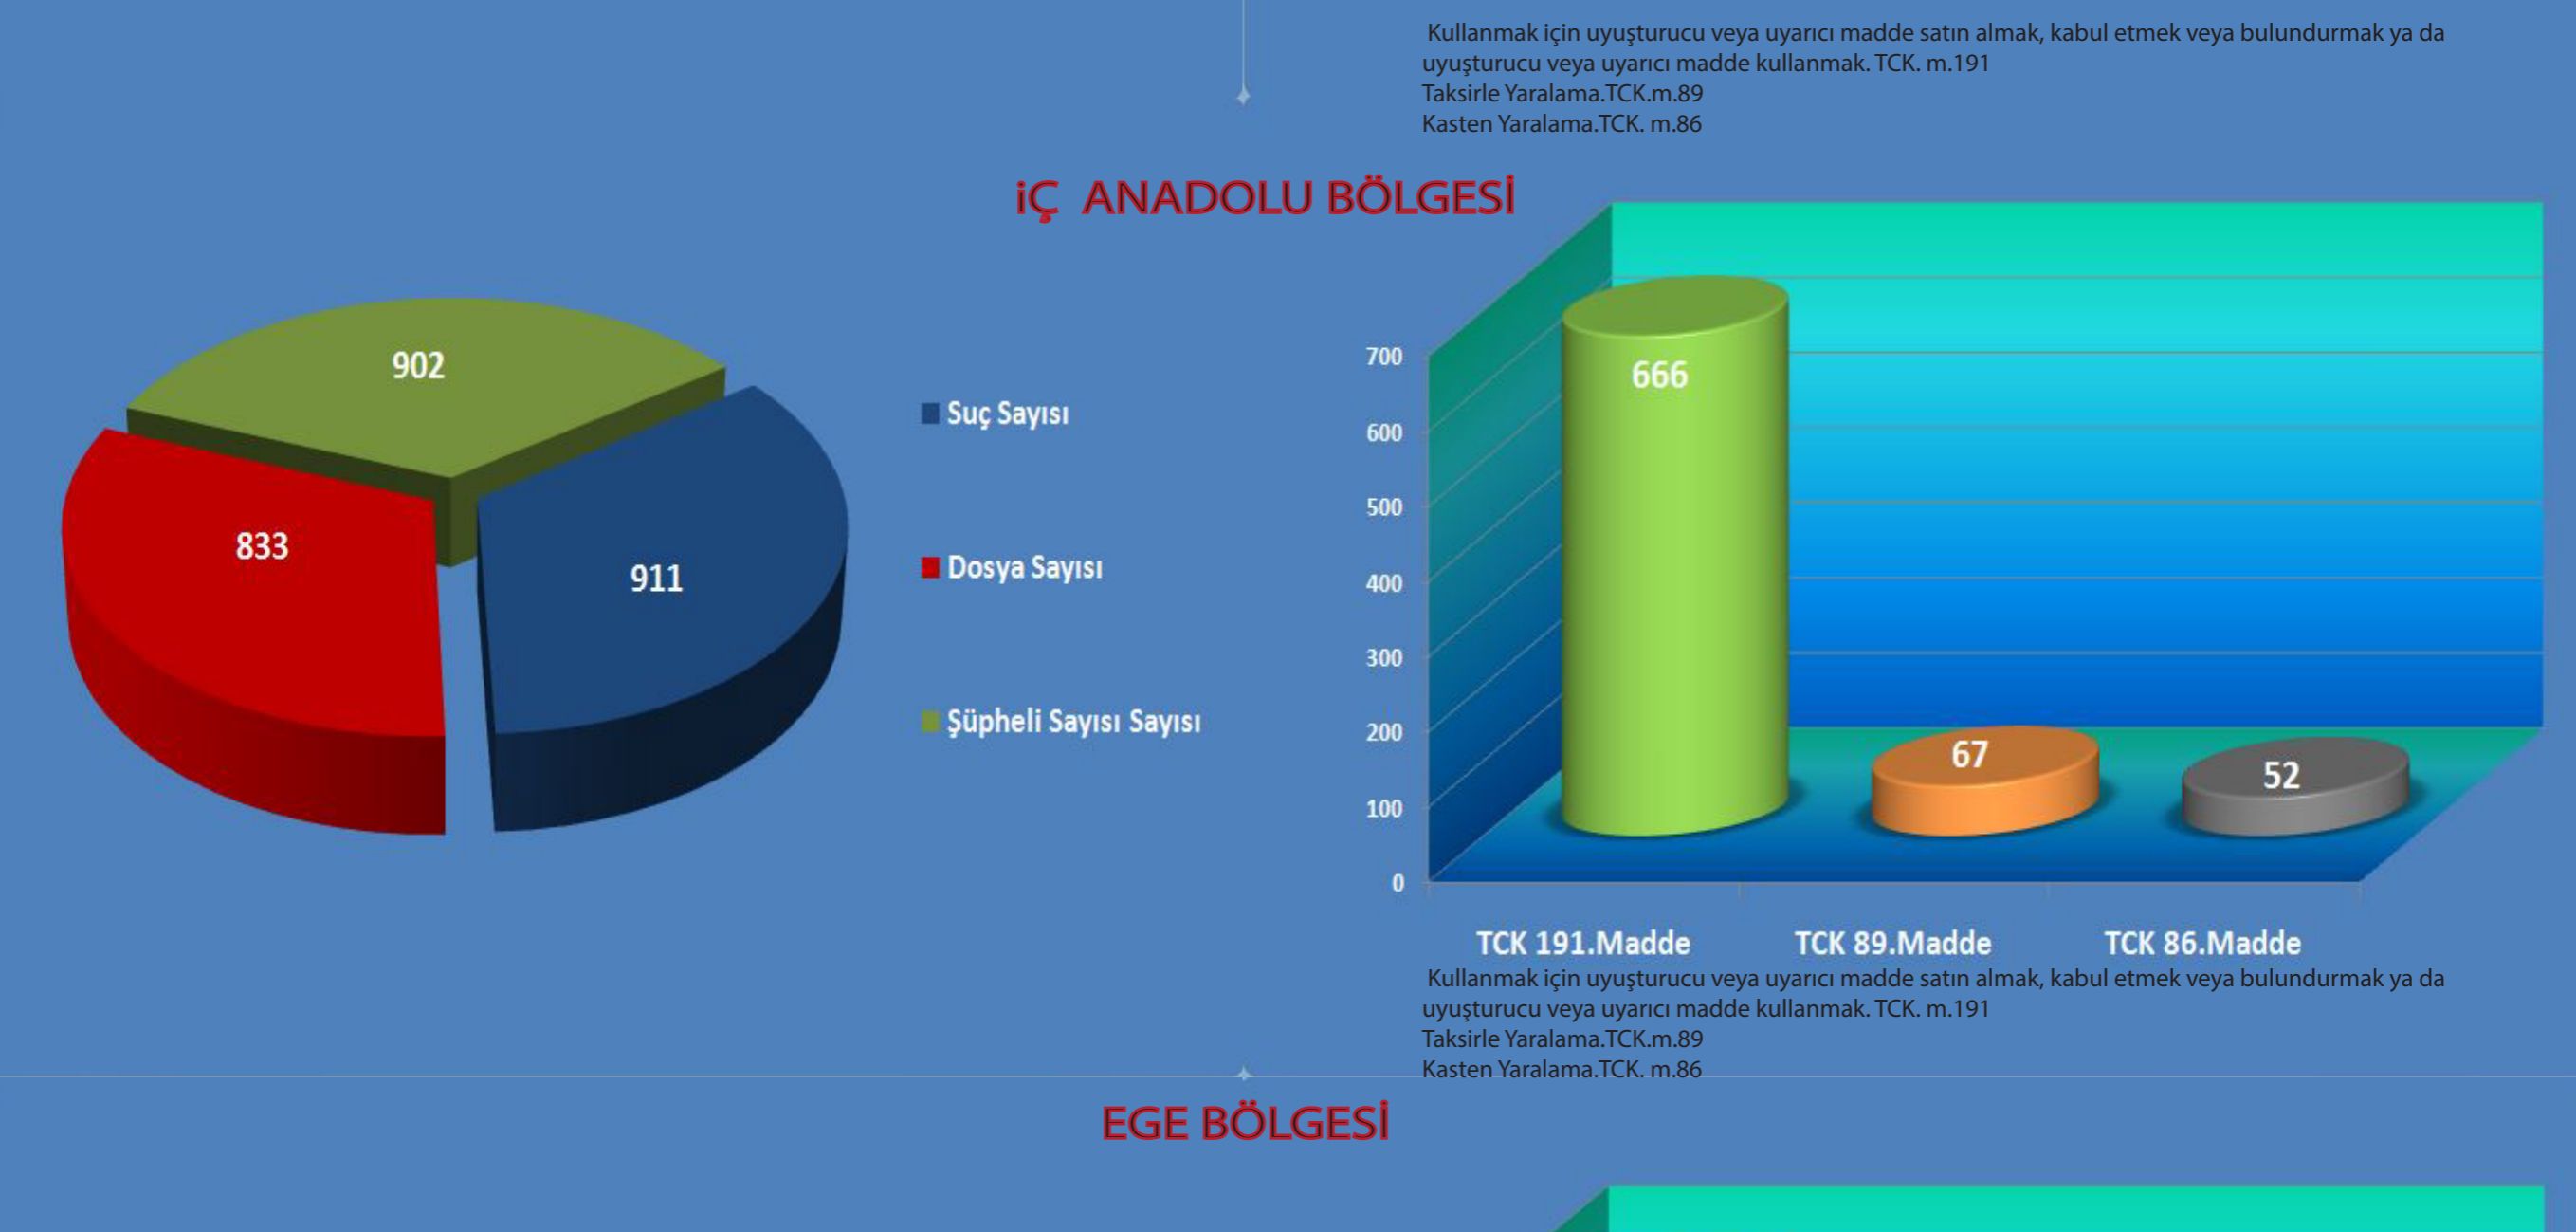 Kullanmak için uyuşturucu veya uyarıcı madde satın almak, kabul etmek veya bulundurmak ya da
uyuşturucu veya uyarıcı madde kullanmak. TCK. m.191
Taksirle Yaralama.TCK.m.89
Kasten Yaralama.TCK. m.86
iÇ ANADOLU BÖLGESİ
902
833
911
Suç Sayısı
Dosya Sayısı
Şüpheli Sayısı Sayısı
700
600
500
400
300
200
100
0
666
67
52
TCK 191.Madde
TCK 89.Madde
TCK 86.Madde
Kullanmak için uyuşturucu veya uyarıcı madde satın almak, kabul etmek veya bulundurmak ya da
uyuşturucu veya uyarıcı madde kullanmak. TCK. m.191
Taksirle Yaralama.TCK.m.89
Kasten Yaralama.TCK. m.86
EGE BÖLGESİ